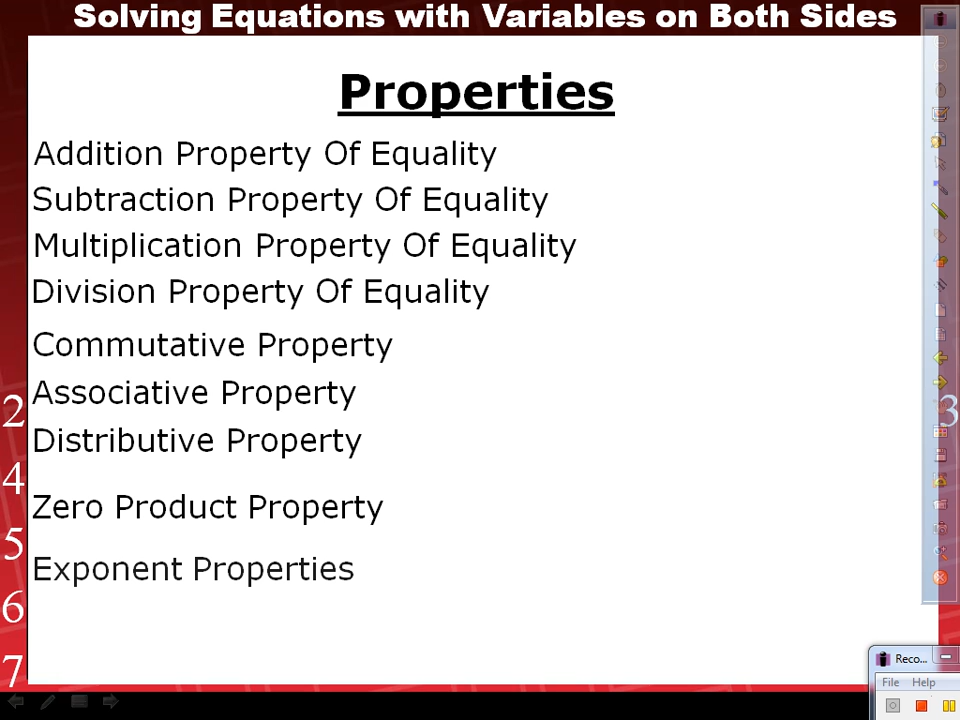 Solving Equations with Variables on Both Sides
Properties
Addition Property Of Equality
Subtraction Property Of Equality
Multiplication Property Of Equality
Division Property Of Equality
Commutative Property
Associative Property
Distributive Property
Zero Product Property
Exponent Properties
2
3
4
5
6
7
Reco...
File Help